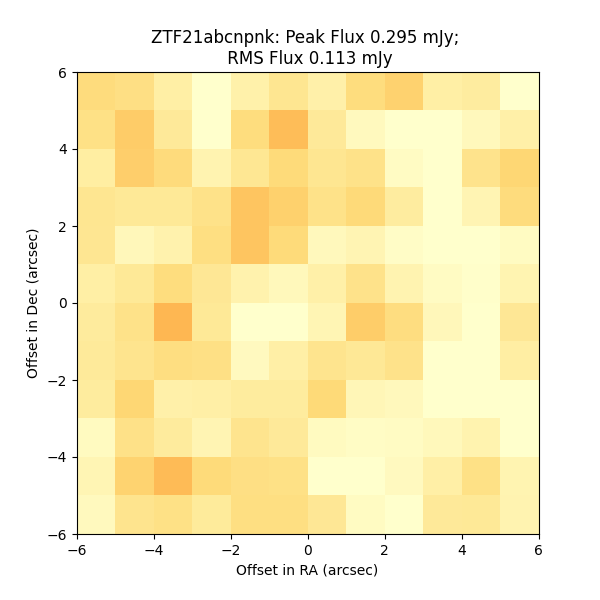 ZTF21abcnpnk: Peak Flux 0.295 mJy;
RMS Flux 0.113 mJy
6
4
2
0
−2
−4
−6
Offset in Dec (arcsec)
−6 −4 −2 0 2 4 6
Offset in RA (arcsec)